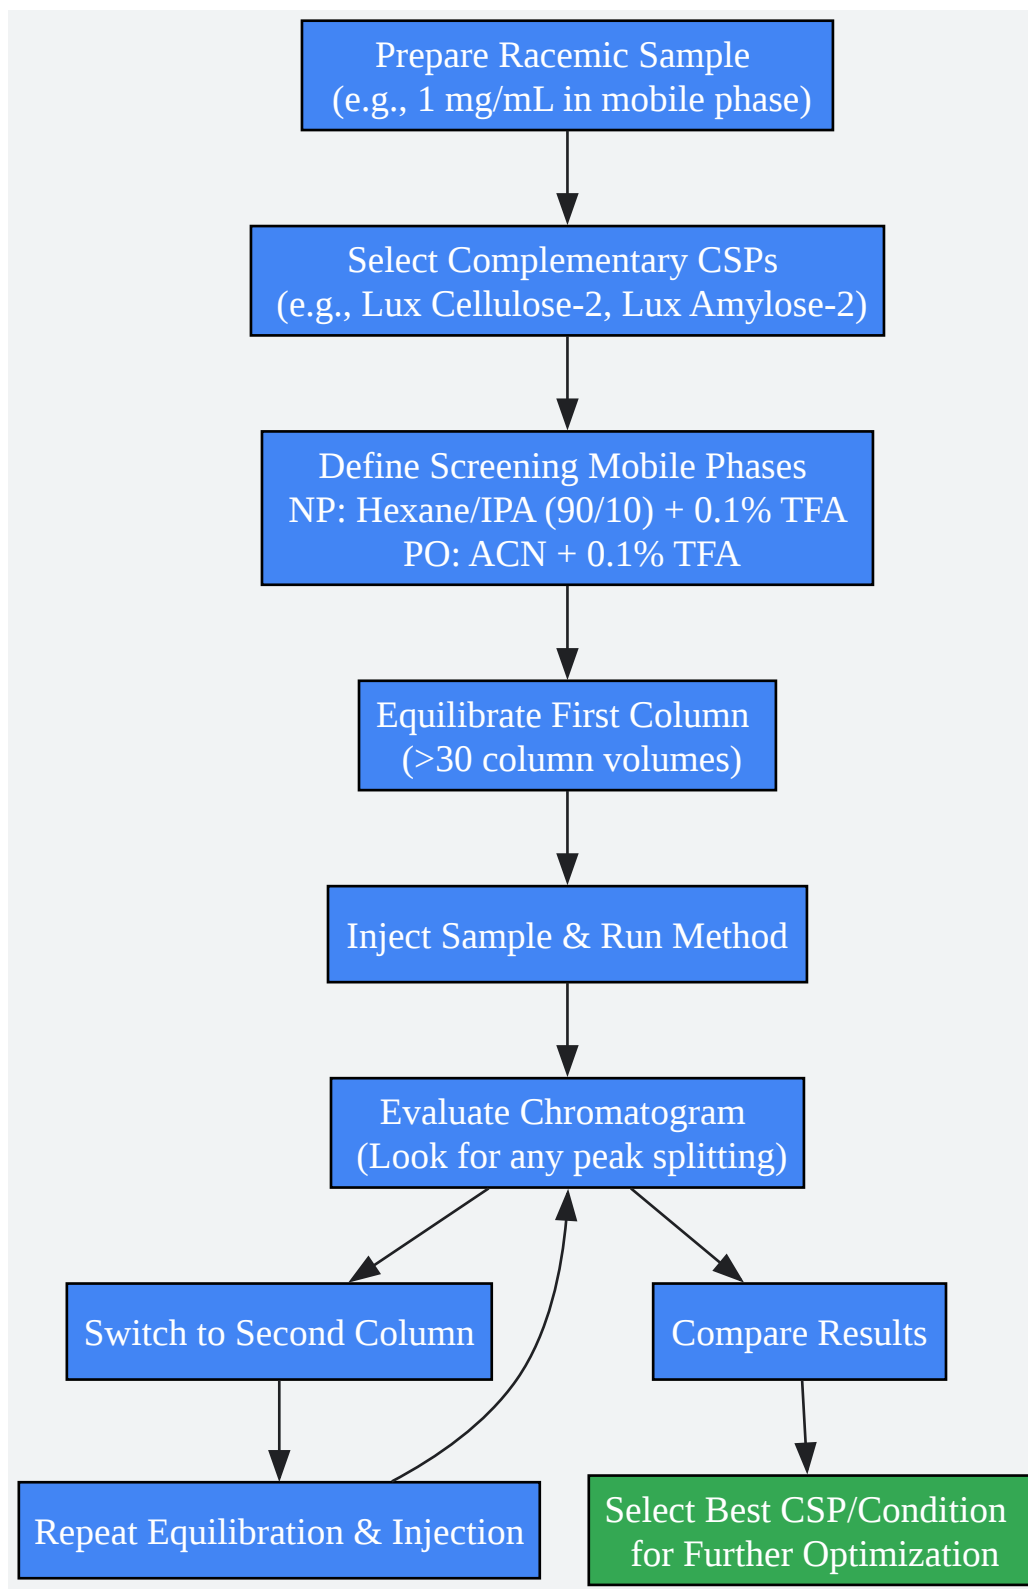 Prepare Racemic Sample
(e.g., 1 mg/mL in mobile phase)
Select Complementary CSPs
(e.g., Lux Cellulose-2, Lux Amylose-2)
Define Screening Mobile Phases
NP: Hexane/IPA (90/10) + 0.1% TFA
PO: ACN + 0.1% TFA
Equilibrate First Column
(>30 column volumes)
Inject Sample & Run Method
Evaluate Chromatogram
(Look for any peak splitting)
Switch to Second Column
Compare Results
Repeat Equilibration & Injection
Select Best CSP/Condition
for Further Optimization